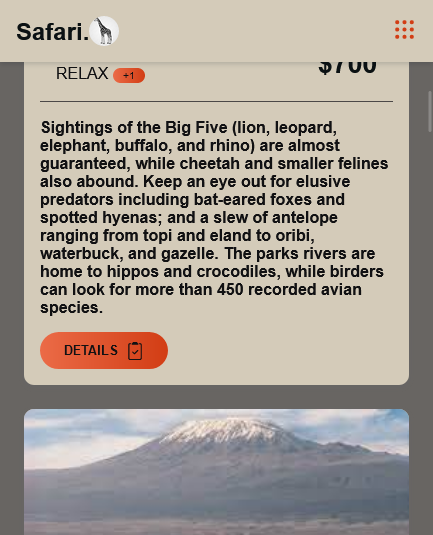 Safari.
RELAX +1
$700
Sightings of the Big Five (lion, leopard,
elephant, buffalo, and rhino) are almost
guaranteed, while cheetah and smaller felines
also abound. Keep an eye out for elusive
predators including bat-eared foxes and
spotted hyenas; and a slew of antelope
ranging from topi and eland to oribi,
waterbuck, and gazelle. The parks rivers are
home to hippos and crocodiles, while birders
can look for more than 450 recorded avian
species.
DETAILS